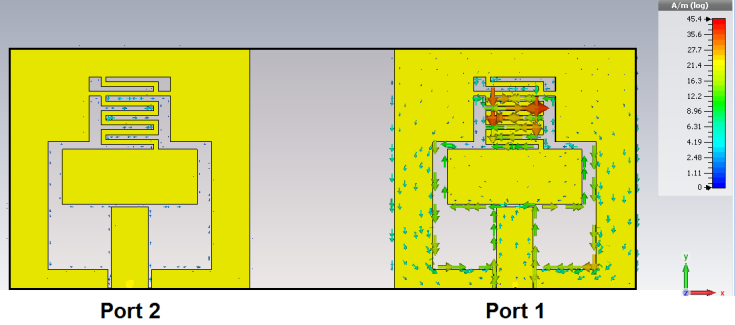 A/m (log)
45.4
35.6
27.7
21.4
16.3
12.2
8.96
6.31
4.19
2.48
1.11
0
y
z
x
Port 2
Port 1